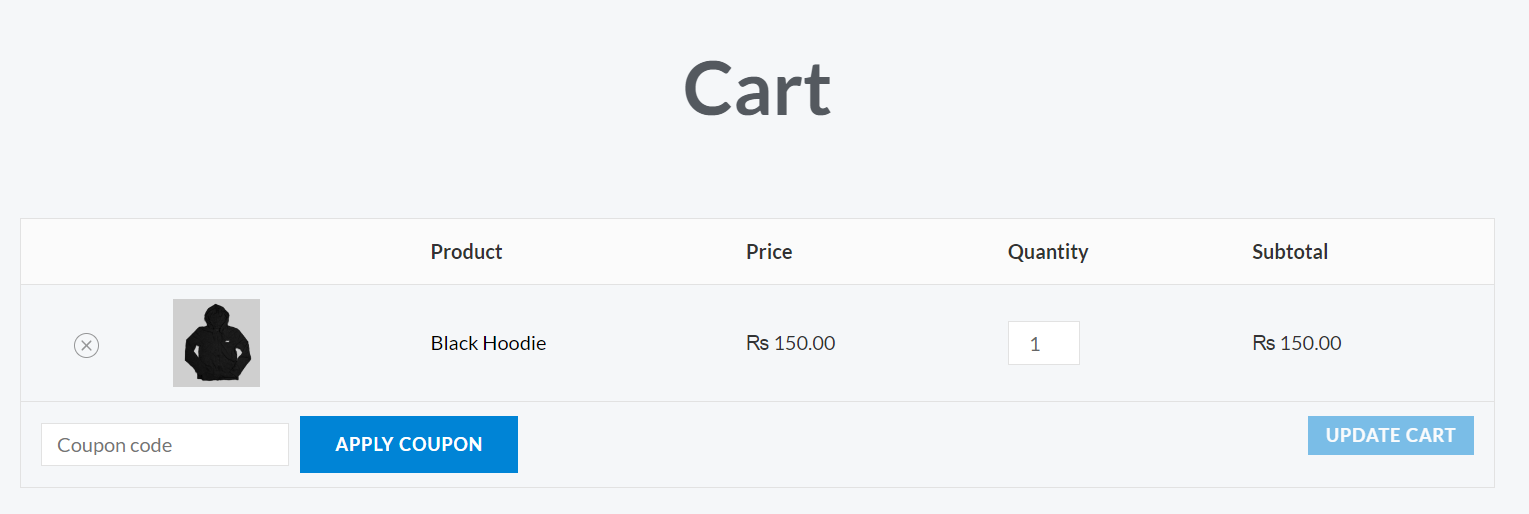 Cart
Product Price Quantity Subtotal
Black Hoodie ₨ 150.00 1 ₨ 150.00
Coupon code APPLY COUPON UPDATE CART